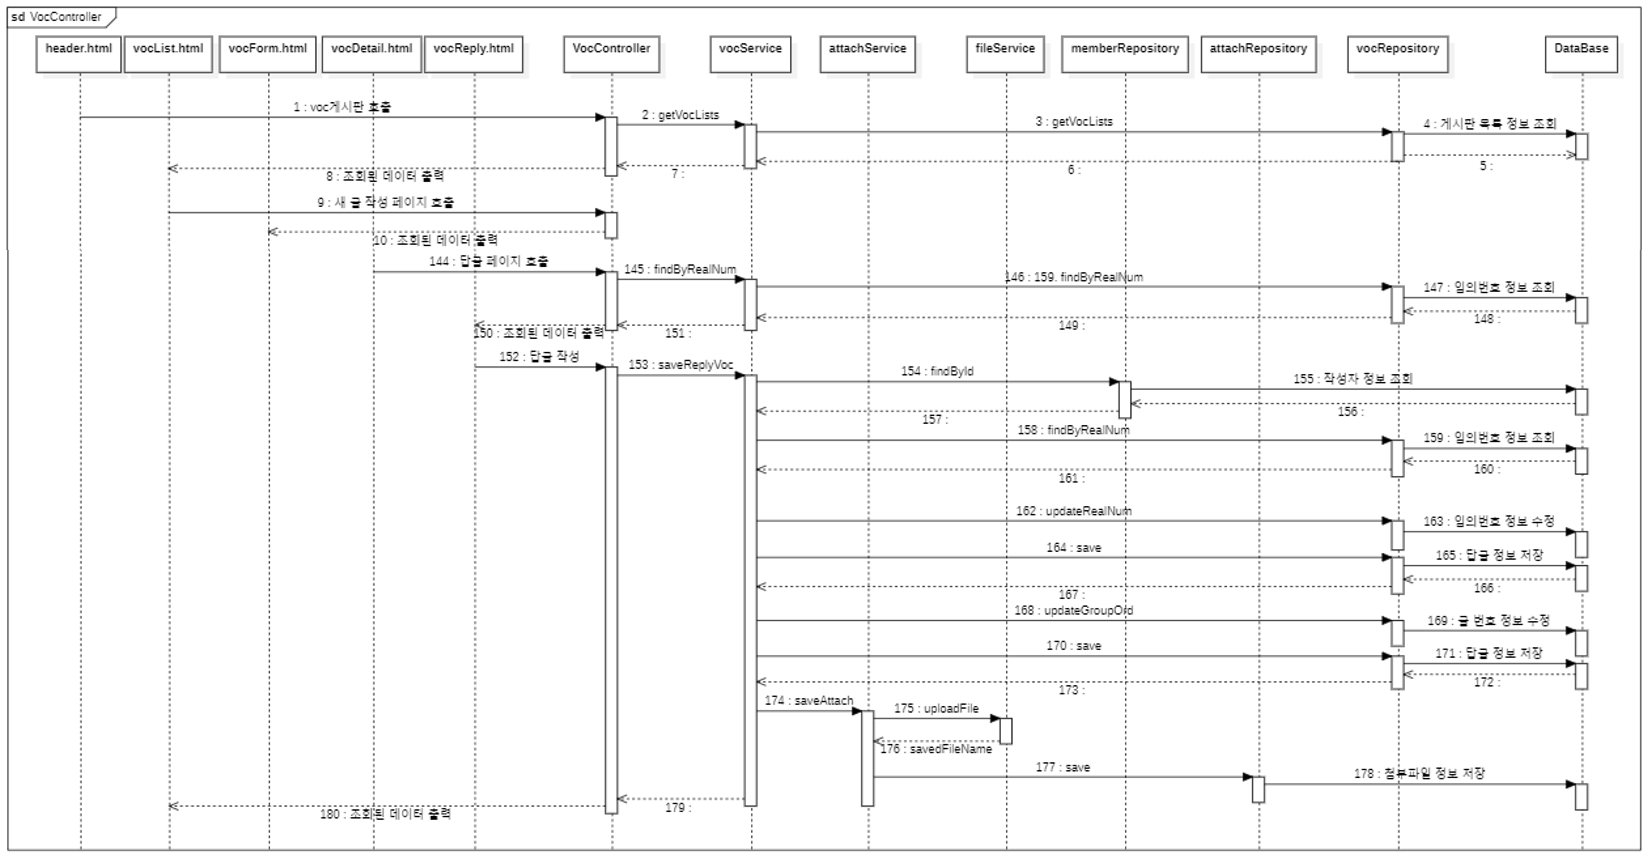 sd VocController
header.html
vocList.html
vocForm.html
vocDetail.html
vocReply.html
VocController
vocService
attachService
fileService
memberRepository
attachRepository
vocRepository
DataBase
1 : voc게시판 호출
2 : getVocLists
3 : getVocLists
4 : 게시판 목록 정보 조회
5 :
6 :
7 :
8 : 조회된 데이터 출력
9 : 새 글 작성 페이지 호출
10 : 조회된 데이터 출력
144 : 답글 페이지 호출
145 : findByRealNum
146 : 159. findByRealNum
147 : 임의번호 정보 조회
148 :
149 :
150 : 조회된 데이터 출력
151 :
152 : 답글 작성
153 : saveReplyVoc
154 : findById
155 : 작성자 정보 조회
156 :
157 :
158 : findByRealNum
159 : 임의번호 정보 조회
160 :
161 :
162 : updateRealNum
163 : 임의번호 정보 수정
164 : save
165 : 답글 정보 저장
166 :
167 :
168 : updateGroupOrd
169 : 글 번호 정보 수정
170 : save
171 : 답글 정보 저장
172 :
173 :
174 : saveAttach
175 : uploadFile
176 : savedFileName
177 : save
178 :첨부파일 정보 저장
179 :
180 : 조회된 데이터 출력